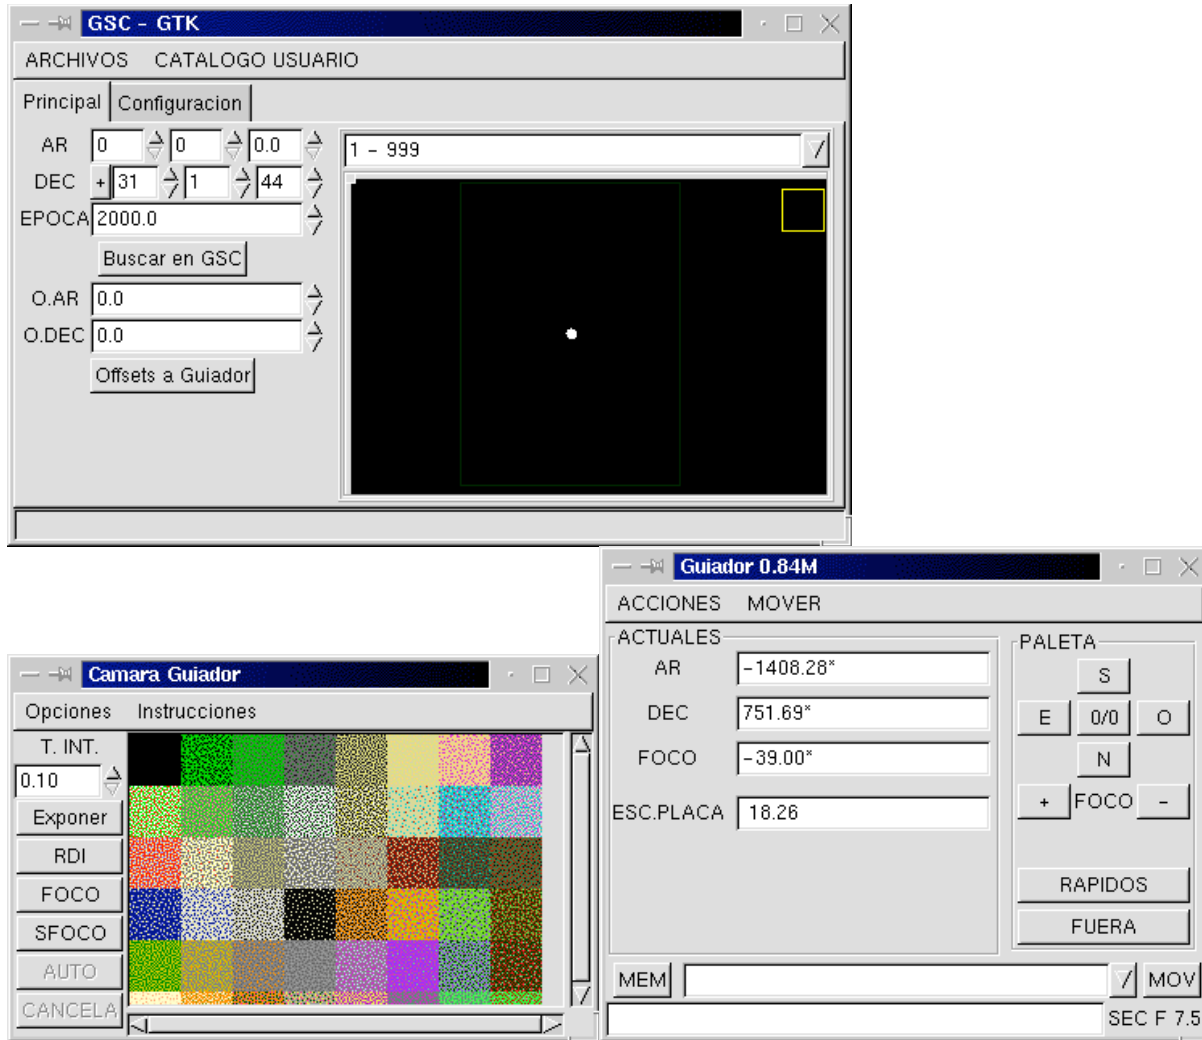 GSC - GTK
ARCHIVOS CATALOGO USUARIO
Principal Configuracion
AR 0 0 0.0
DEC + 31 1 44
EPOCA 2000.0
Buscar en GSC
O.AR 0.0
O.DEC 0.0
Offsets a Guiador
1 - 999
Camara Guiador
Opciones Instrucciones
T. INT.
0.10
Exponer
RDI
FOCO
SFOCO
AUTO
CANCELA
Guiador 0.84M
ACCIONES MOVER
ACTUALES
AR -1408.28"
DEC 751.69"
FOCO -39.00"
ESC.PLACA 18.26
PALETA
S
E 0/0 O
N
+ FOCO -
RAPIDOS
FUERA
MEM MOV
SEC F 7.5